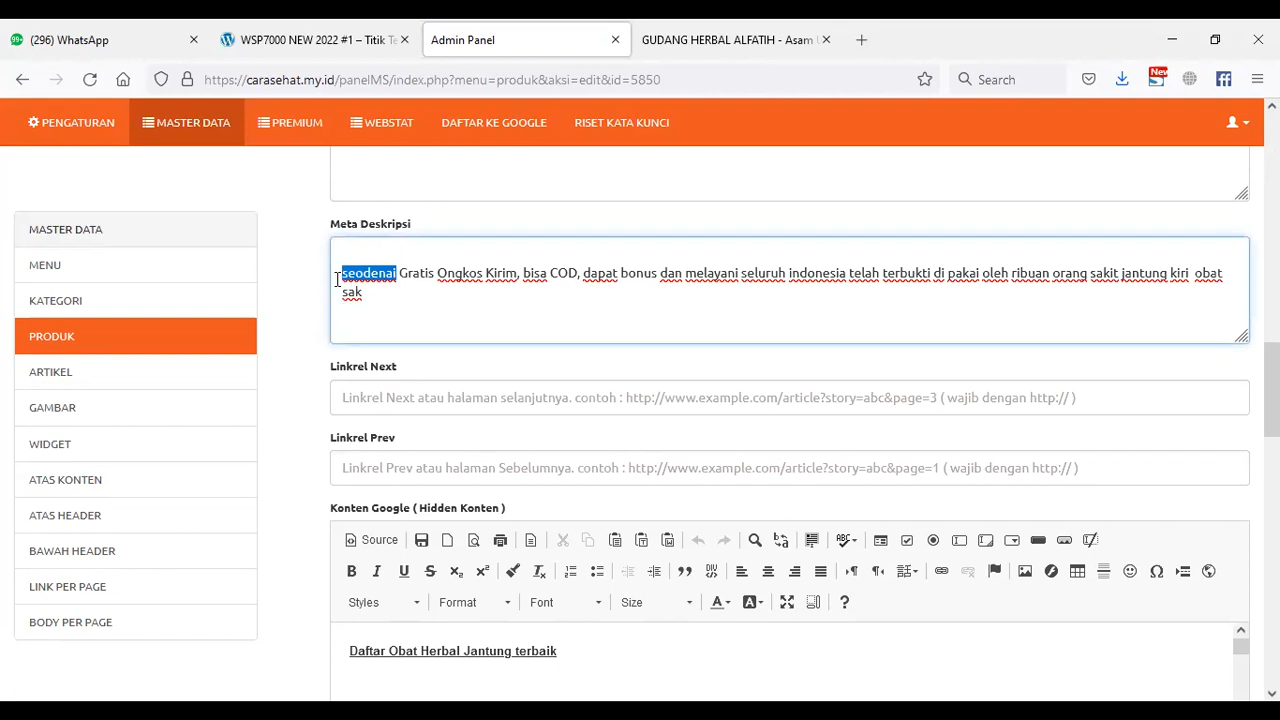 (296) WhatsApp
WSP7000 NEW 2022 #1 – Titik Te
Admin Panel
GUDANG HERBAL ALFATIH - Asam U
https://carasehat.my.id/panelMS/index.php?menu=produk&aksi=edit&id=5850
Search
New
PENGATURAN
MASTER DATA
PREMIUM
WEBSTAT
DAFTAR KE GOOGLE
RISET KATA KUNCI
MASTER DATA
MENU
KATEGORI
PRODUK
ARTIKEL
GAMBAR
WIDGET
ATAS KONTEN
ATAS HEADER
BAWAH HEADER
LINK PER PAGE
BODY PER PAGE
Meta Deskripsi
seodenai Gratis Ongkos Kirim, bisa COD, dapat bonus dan melayani seluruh indonesia telah terbukti di pakai oleh ribuan orang sakit jantung kiri obat
sak
Linkrel Next
Linkrel Next atau halaman selanjutnya. contoh : http://www.example.com/article?story=abc&page=3 ( wajib dengan http:// )
Linkrel Prev
Linkrel Prev atau halaman Sebelumnya. contoh : http://www.example.com/article?story=abc&page=1 ( wajib dengan http:// )
Konten Google ( Hidden Konten )
Source
Styles
Format
Font
Size
Daftar Obat Herbal Jantung terbaik